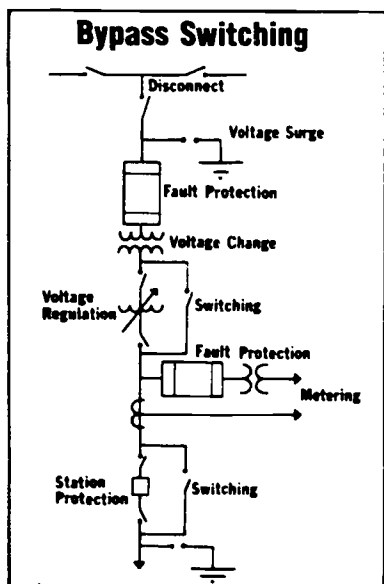 Bypass Switching
Disconnect
Voltage Surge
Fault Protection
Voltage Change
Voltage
Regulation
Switching
Fault Protection
Metering
Station
Protection
Switching